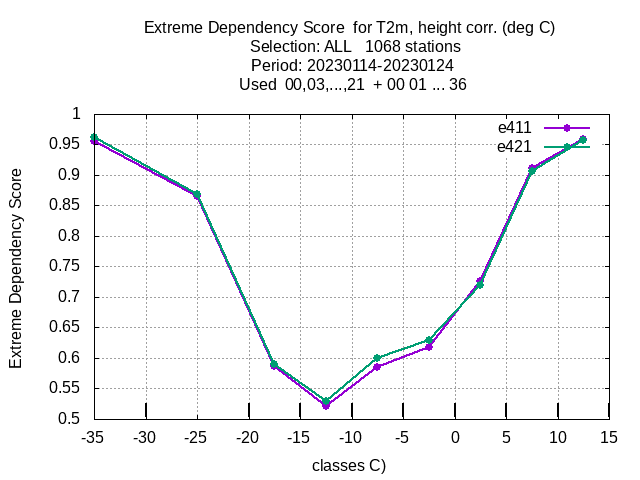 Extreme Dependency Score  for T2m, height corr. (deg C)
Selection: ALL   1068 stations
Period: 20230114-20230124
Used  00,03,...,21  + 00 01 ... 36
e411
e421
Extreme Dependency Score
1
0.95
0.9
0.85
0.8
0.75
0.7
0.65
0.6
0.55
0.5
-35 -30 -25 -20 -15 -10 -5 0 5 10 15
classes C)